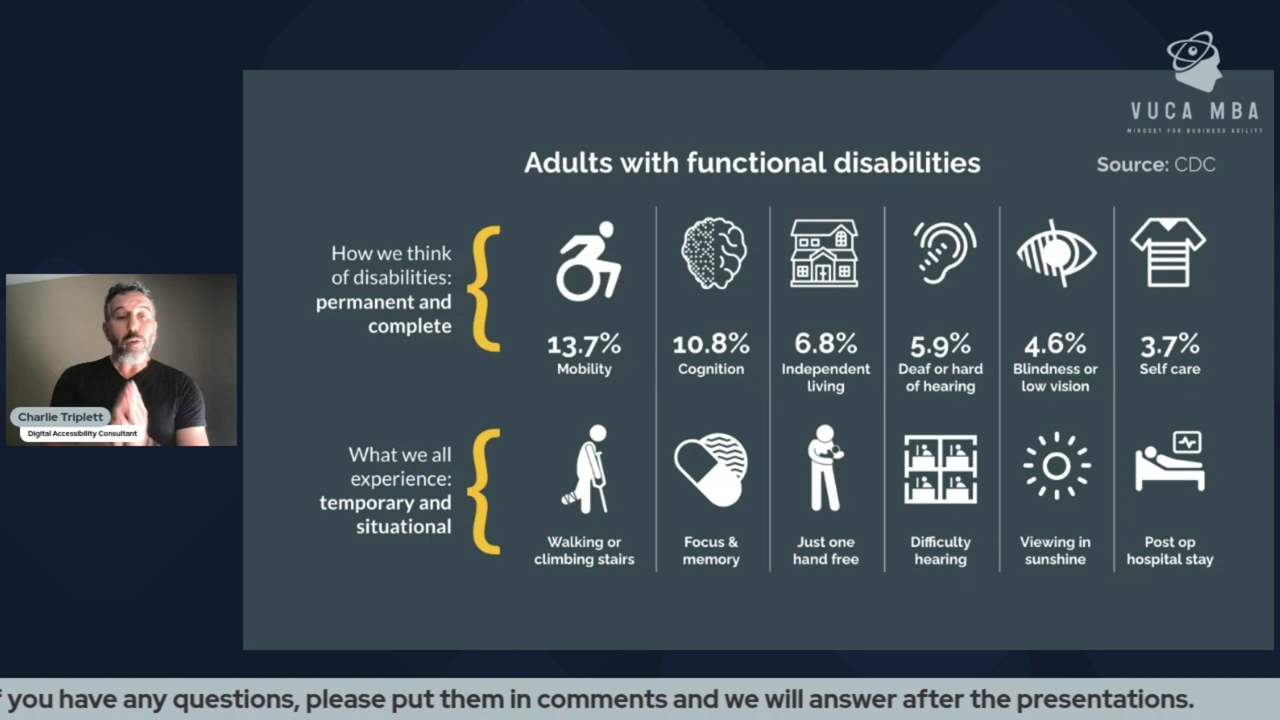 VUCA MBA
MINDSET FOR BUSINESS AGILITY
Adults with functional disabilities
Source: CDC
How we think
of disabilities:
permanent and
complete
13.7%
Mobility
10.8%
Cognition
6.8%
Independent
living
5.9%
Deaf or hard
of hearing
4.6%
Blindness or
low vision
3.7%
Self care
What we all
experience:
temporary and
situational
Walking or
climbing stairs
Focus &
memory
Just one
hand free
Difficulty
hearing
Viewing in
sunshine
Post op
hospital stay
Charlie Triplett
Digital Accessibility Consultant
you have any questions, please put them in comments and we will answer after the presentations.